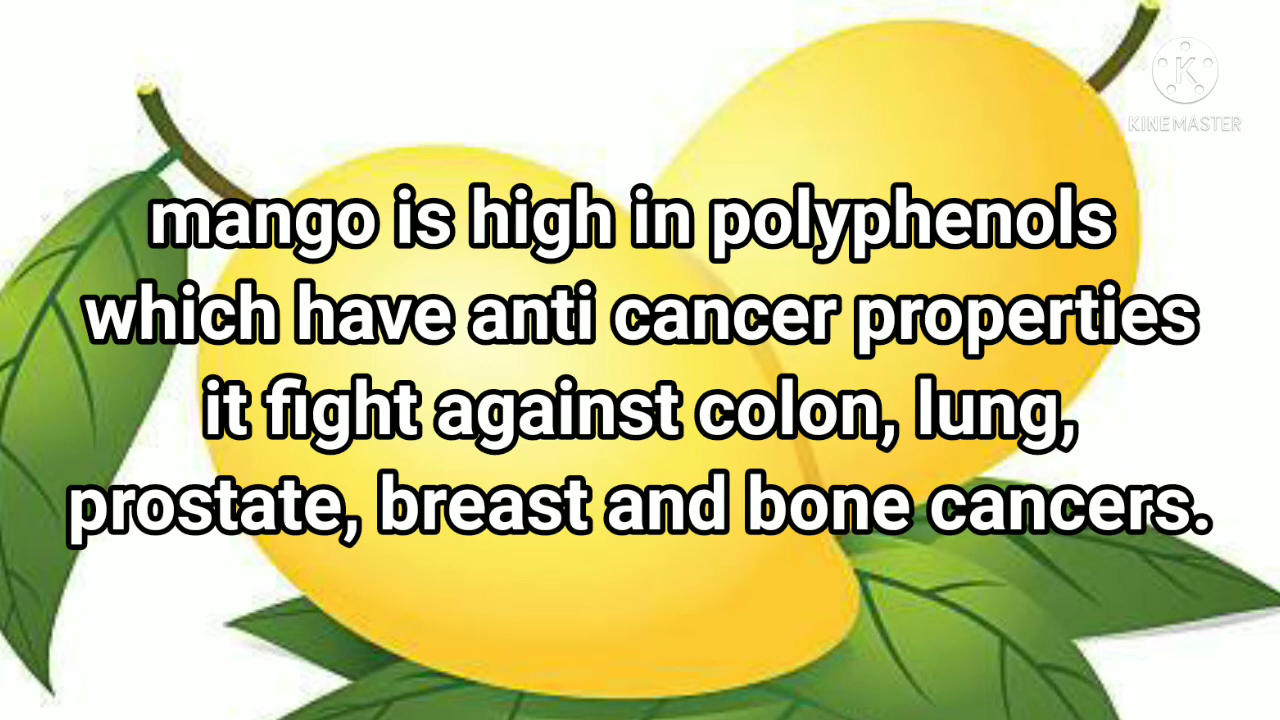 KINEMASTER
mango is high in polyphenols
which have anti cancer properties
it fight against colon, lung,
prostate, breast and bone cancers.